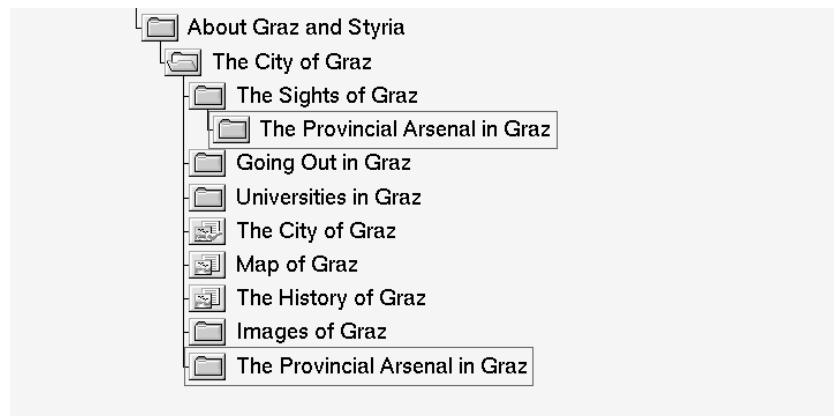 About Graz and Styria
The City of Graz
The Sights of Graz
The Provincial Arsenal in Graz
Going Out in Graz
Universities in Graz
The City of Graz
Map of Graz
The History of Graz
Images of Graz
The Provincial Arsenal in Graz